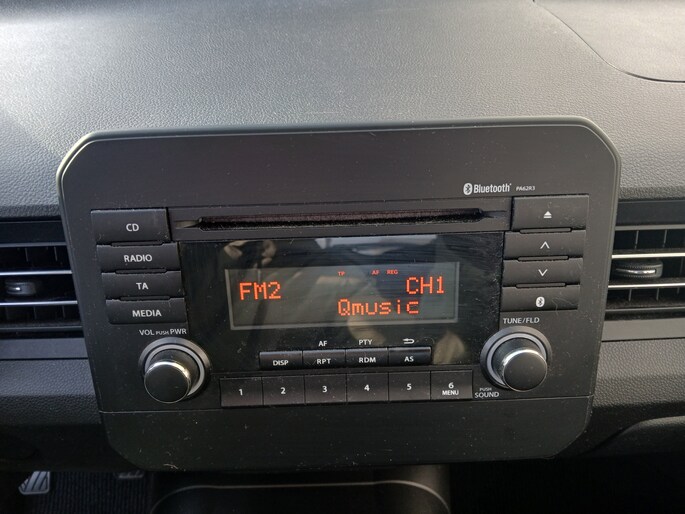 Bluetooth PA62R3
CD
RADIO
TA
MEDIA
TP AF REG
FM2 CH1
Qmusic
VOL PUSH PWR
TUNE/FLD
AF PTY
DISP RPT RDM AS
1 2 3 4 5 6
MENU
PUSH
SOUND